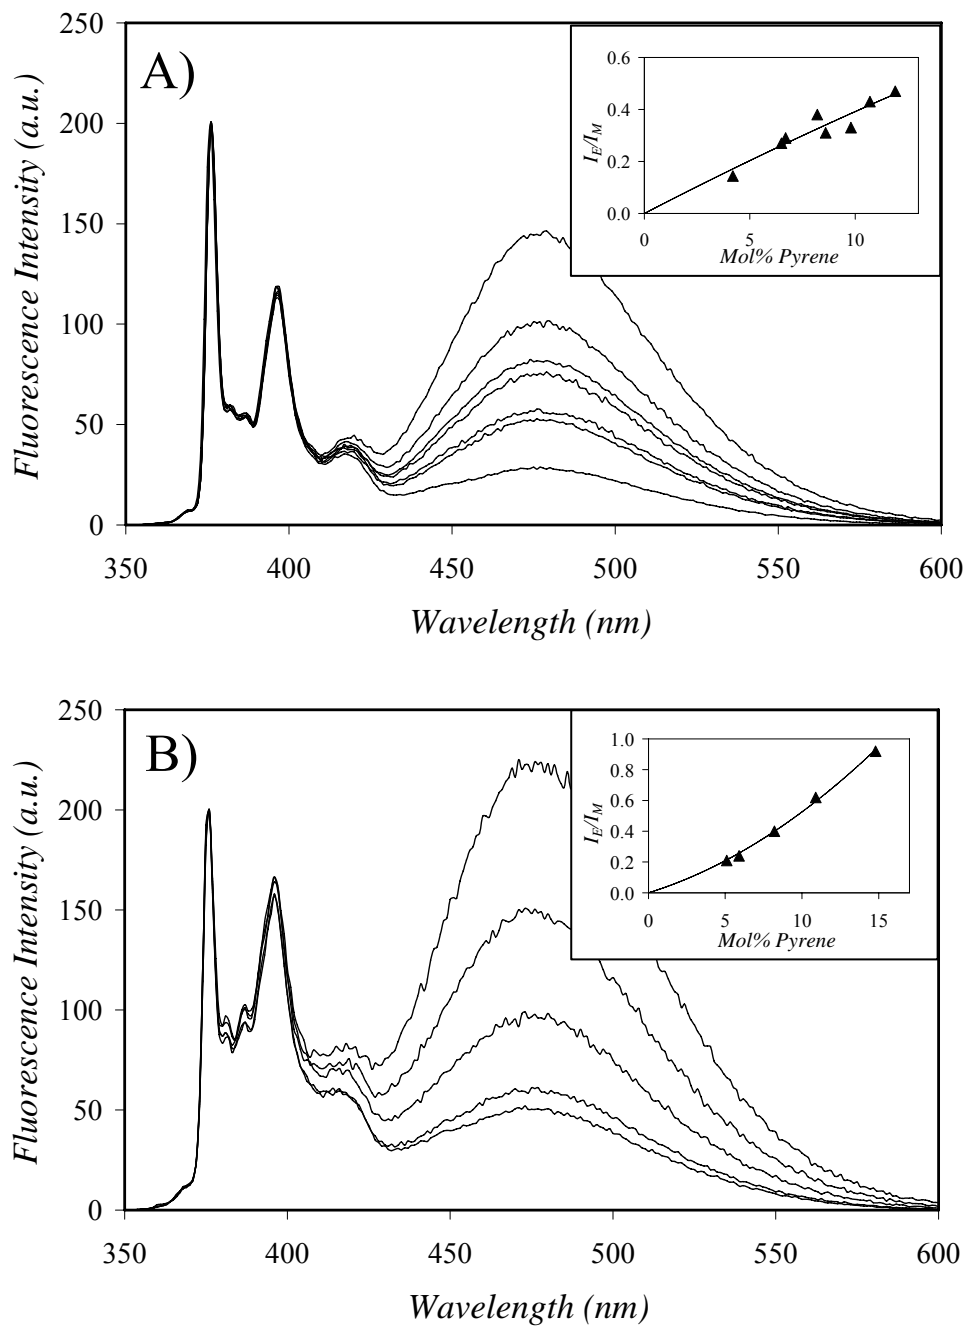 A)
Fluorescence Intensity (a.u.)
250
200
150
100
50
0
350 400 450 500 550 600
Wavelength (nm)
I_E/I_M
0.6
0.4
0.2
0.0
0 5 10
Mol% Pyrene
B)
Fluorescence Intensity (a.u.)
250
200
150
100
50
0
350 400 450 500 550 600
Wavelength (nm)
I_E/I_M
1.0
0.8
0.6
0.4
0.2
0.0
0 5 10 15
Mol% Pyrene